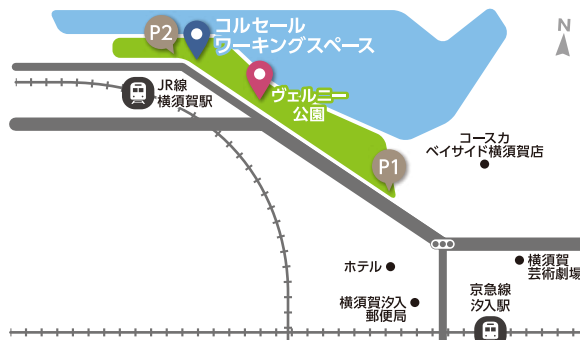 P2
コルセール
ワーキングスペース
N
JR線
横須賀駅
ヴェルニー
公園
コースカ
ベイサイド横須賀店
P1
ホテル
横須賀
芸術劇場
横須賀汐入
郵便局
京急線
汐入駅